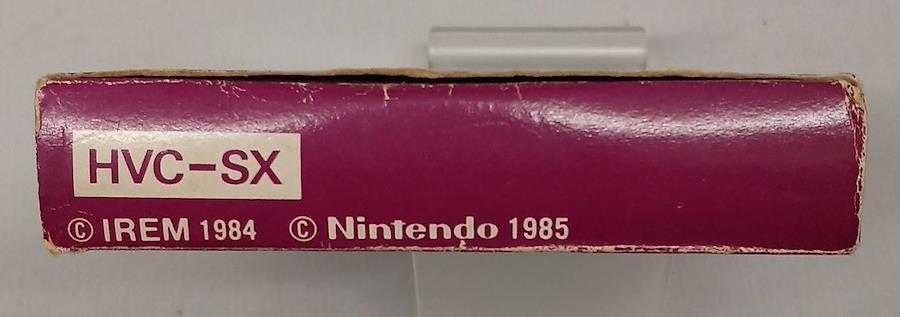 HVC-SX
© IREM 1984 © Nintendo 1985